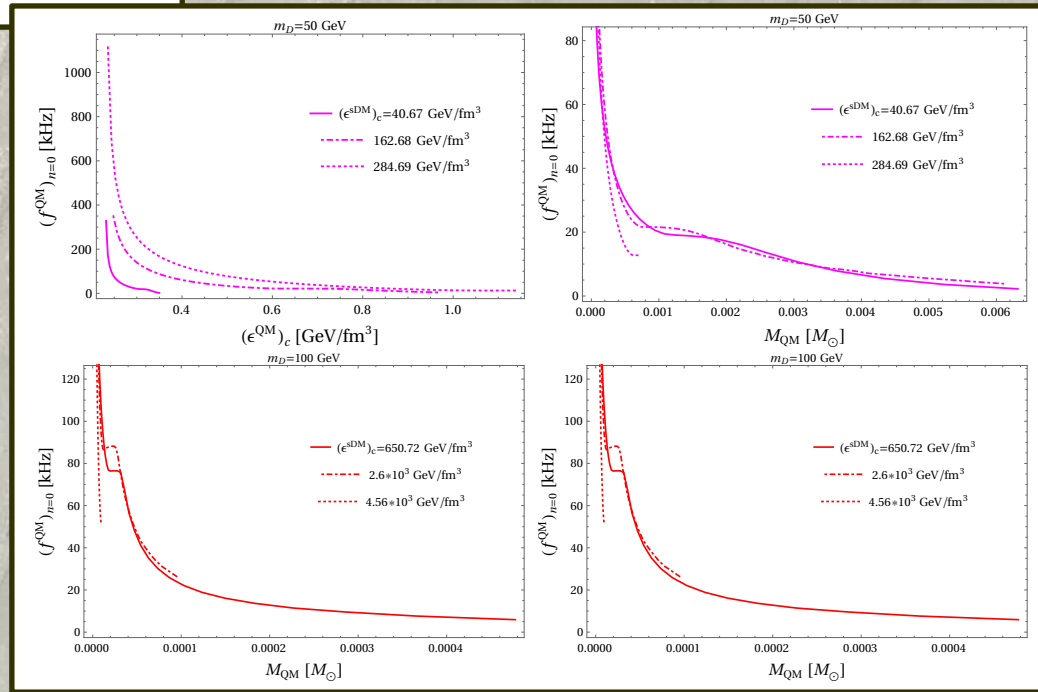 m_D=50 GeV
(f^QM)_{n=0} [kHz]
1000
800
600
400
200
0
(ϵ^sDM)_c=40.67 GeV/fm³
162.68 GeV/fm³
284.69 GeV/fm³
0.4 0.6 0.8 1.0
(ϵ^QM)_c [GeV/fm³]
m_D=50 GeV
(f^QM)_{n=0} [kHz]
80
60
40
20
0
(ϵ^sDM)_c=40.67 GeV/fm³
162.68 GeV/fm³
284.69 GeV/fm³
0.000 0.001 0.002 0.003 0.004 0.005 0.006
M_QM [M_⊙]
m_D=100 GeV
(f^QM)_{n=0} [kHz]
120
100
80
60
40
20
0
(ϵ^sDM)_c=650.72 GeV/fm³
2.6*10³ GeV/fm³
4.56*10³ GeV/fm³
0.0000 0.0001 0.0002 0.0003 0.0004
M_QM [M_⊙]
m_D=100 GeV
(f^QM)_{n=0} [kHz]
120
100
80
60
40
20
0
(ϵ^sDM)_c=650.72 GeV/fm³
2.6*10³ GeV/fm³
4.56*10³ GeV/fm³
0.0000 0.0001 0.0002 0.0003 0.0004
M_QM [M_⊙]